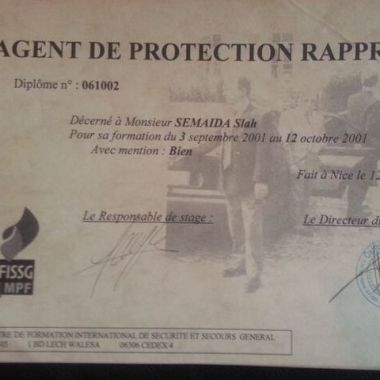 AGENT DE PROTECTION RAPPR
Diplôme n° : 061002
Décerné à Monsieur SEMAIDA Slah
Pour sa formation du 3 septembre 2001 au 12 octobre 2001
Avec mention : Bien
Fait à Nice le 12
Le Responsable de stage :
Le Directeur d
FISSG
MPF
RE DE FORMATION INTERNATIONAL DE SECURITE ET SECOURS GENERAL
1 BD LECH WALESA 06306 CEDEX 4